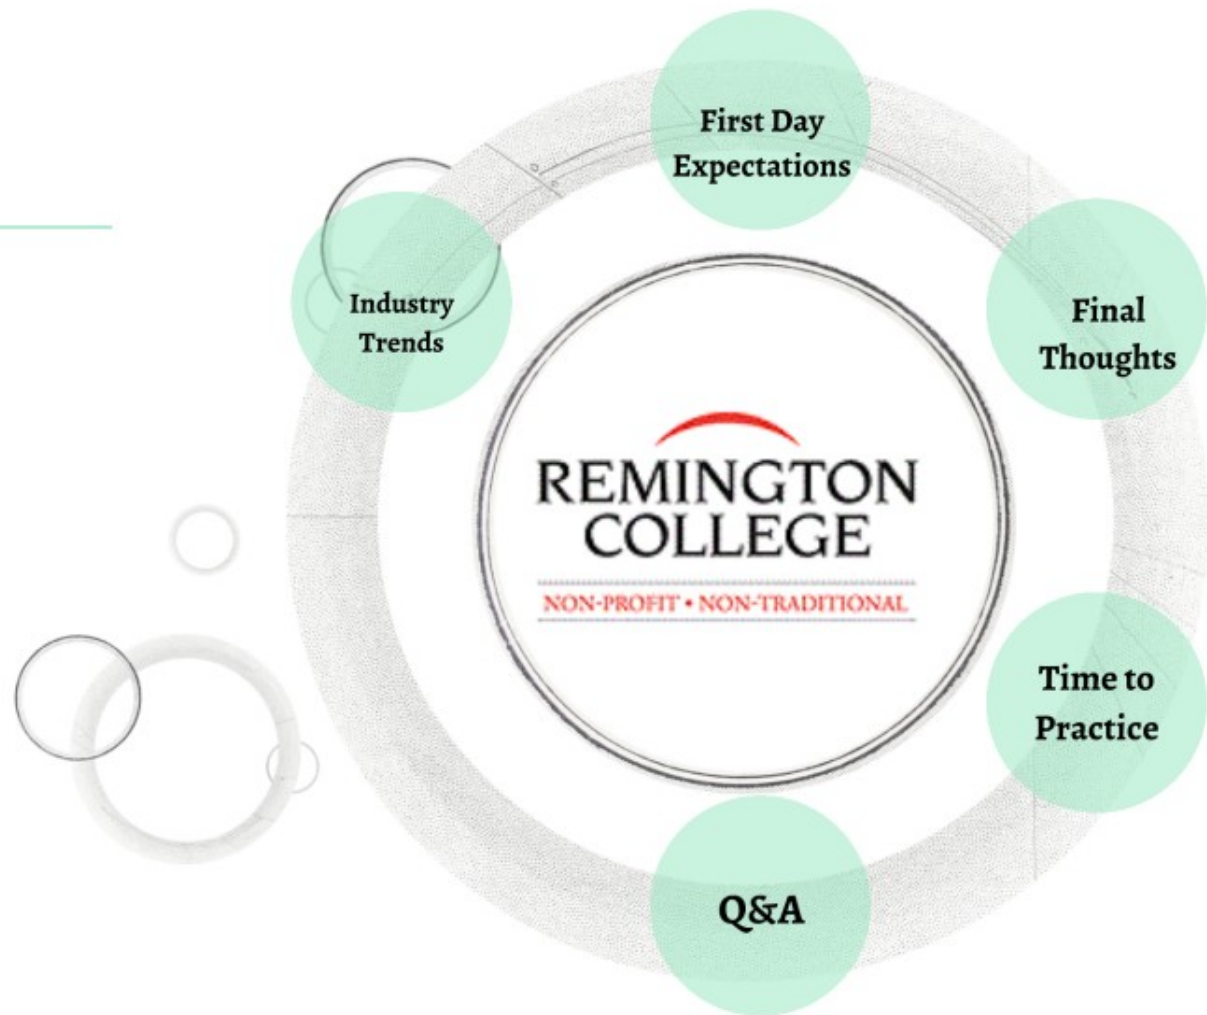 First Day
Expectations
Industry
Trends
Final
Thoughts
REMINGTON
COLLEGE
NON-PROFIT • NON-TRADITIONAL
Time to
Practice
Q&A